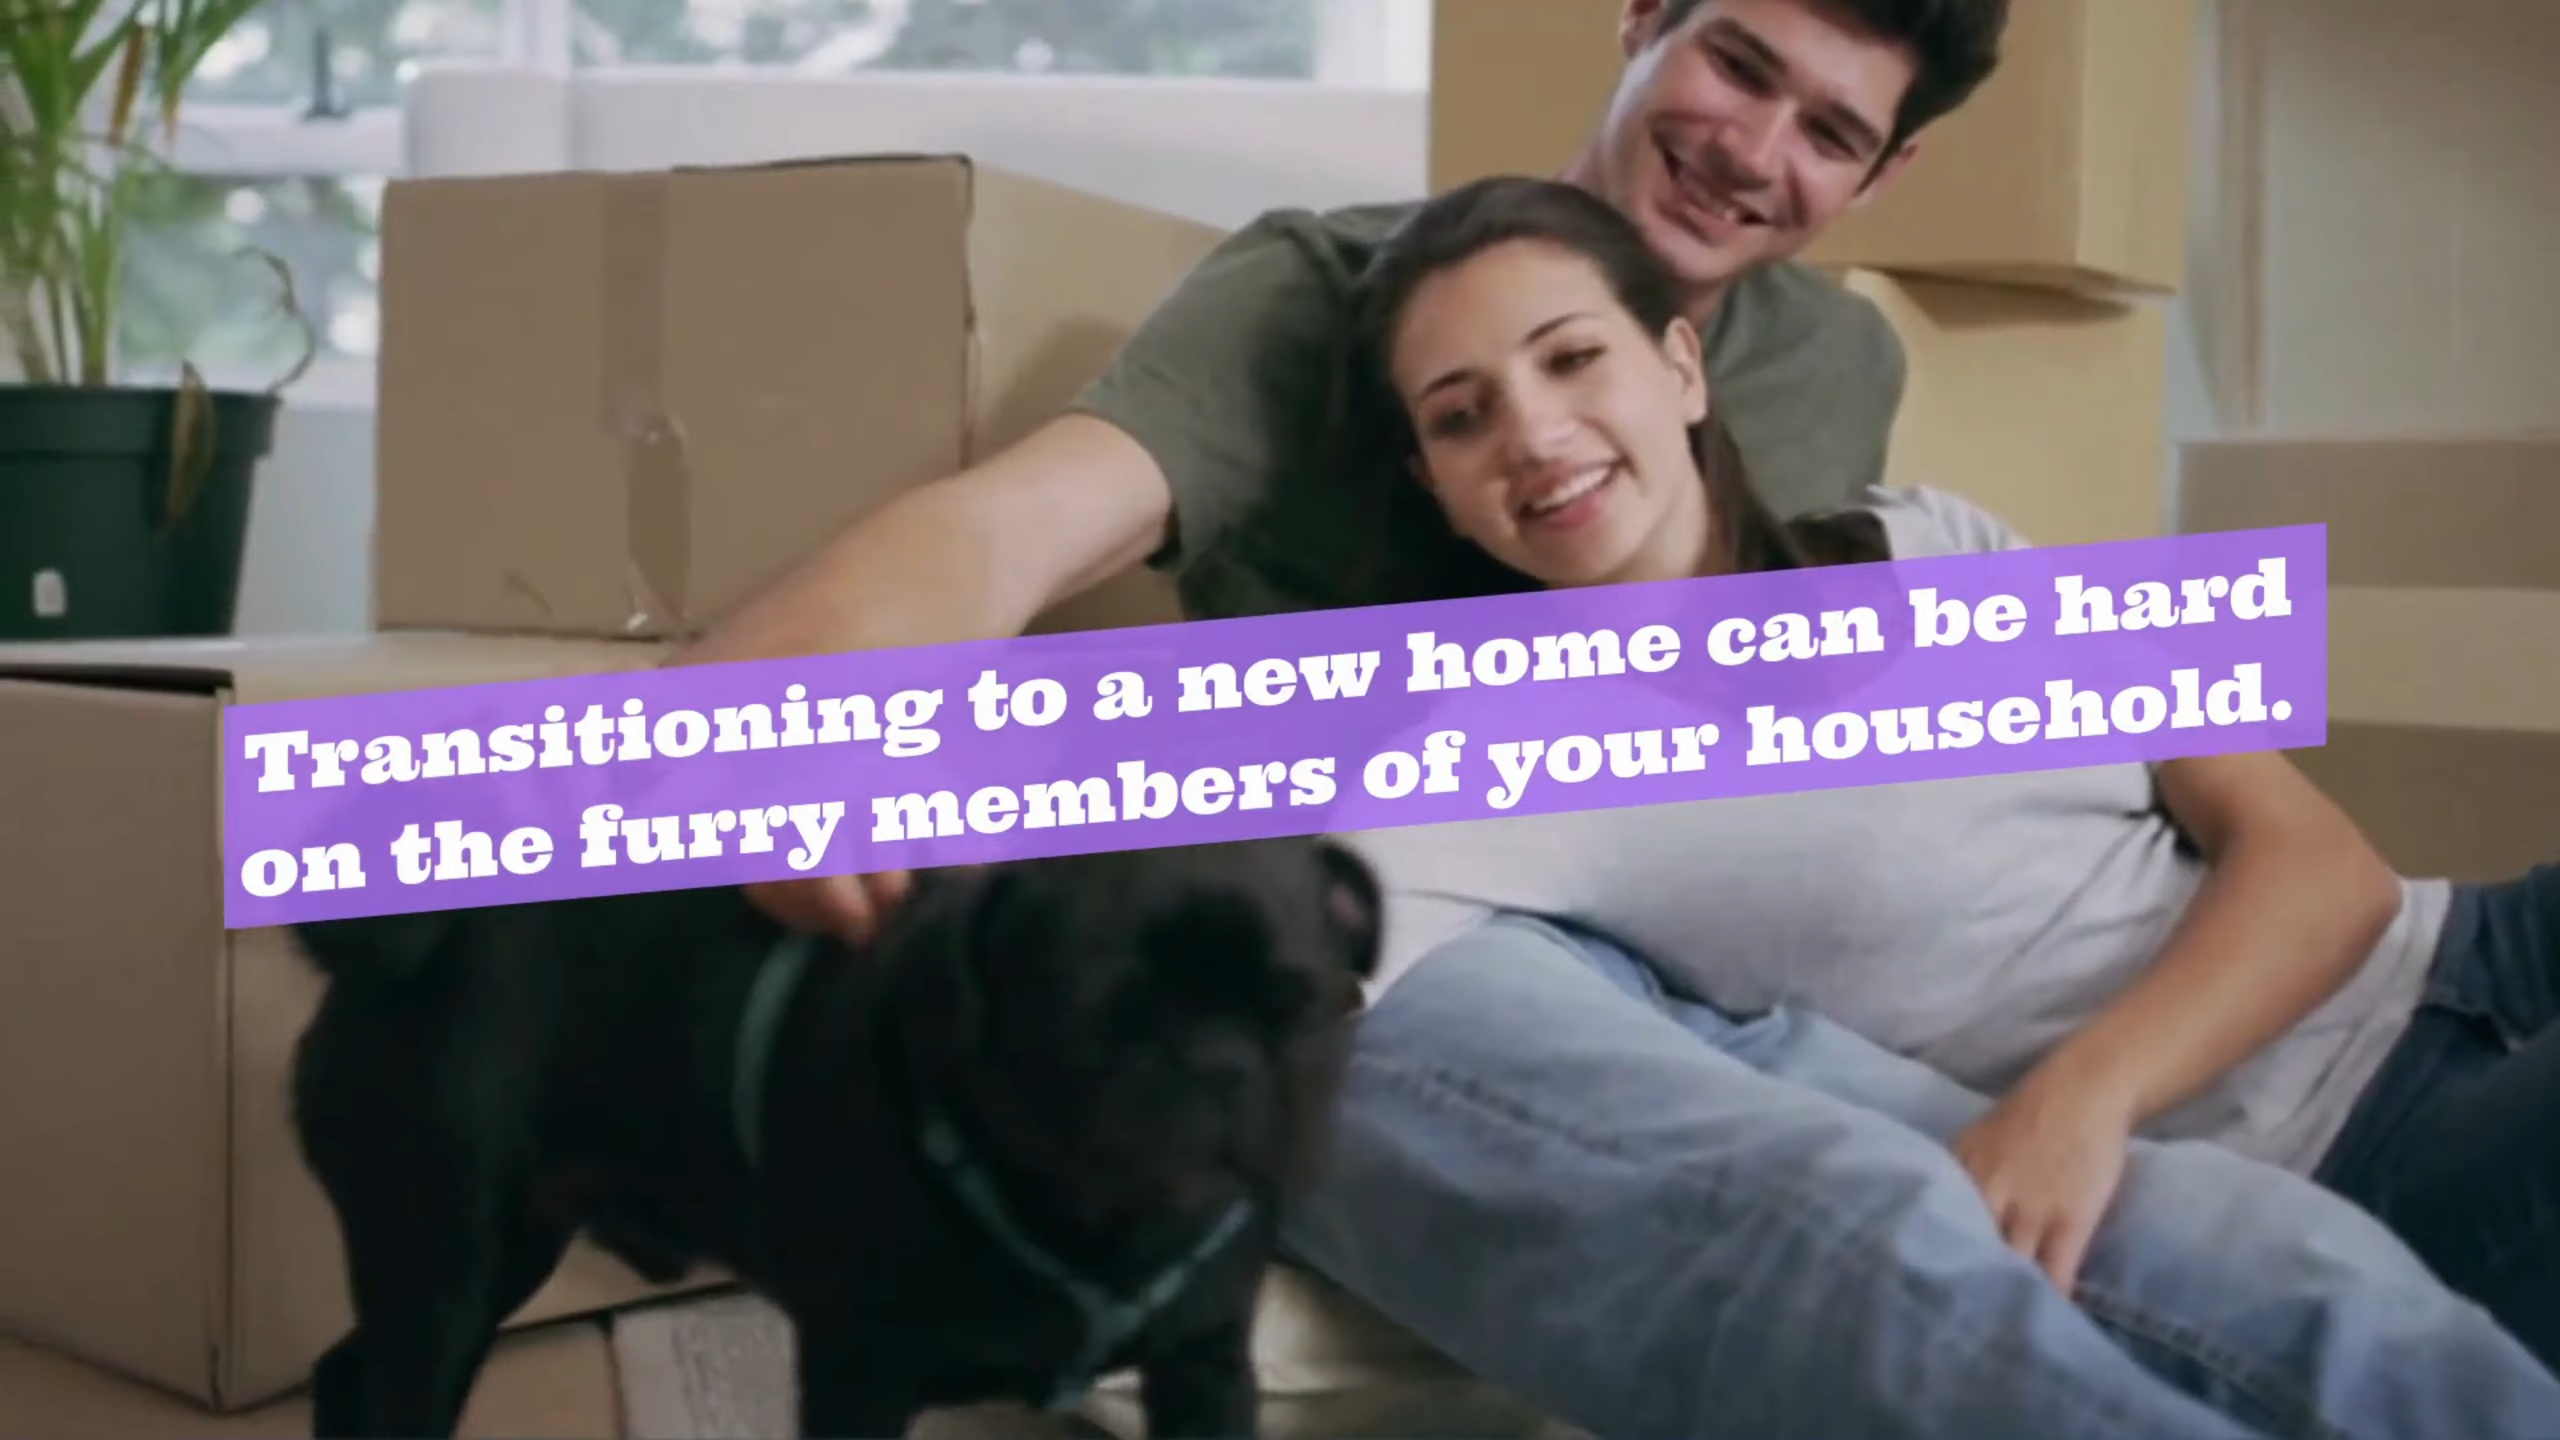 Transitioning to a new home can be hard
on the furry members of your household.